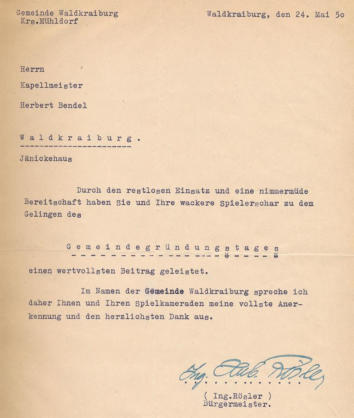 Gemeinde Waldkraiburg
Krs.Mühldorf
Waldkraiburg, den 24. Mai 50
Herrn
Kapellmeister
Herbert Bendel
Waldkraiburg.
Jänickehaus
Durch den restlosen Einsatz und eine nimmermüde
Bereitschaft haben Sie und Ihre wackere Spielerschar zu dem
Gelingen des
Gemeindegründungstages
einen wertvollsten Beitrag geleistet.
Im Namen der Gemeinde Waldkraiburg spreche ich
daher Ihnen und Ihren Spielkameraden meine vollste Aner-
kennung und den herzlichsten Dank aus.
Ing. Rösler
( Ing.Rösler )
Bürgermeister.